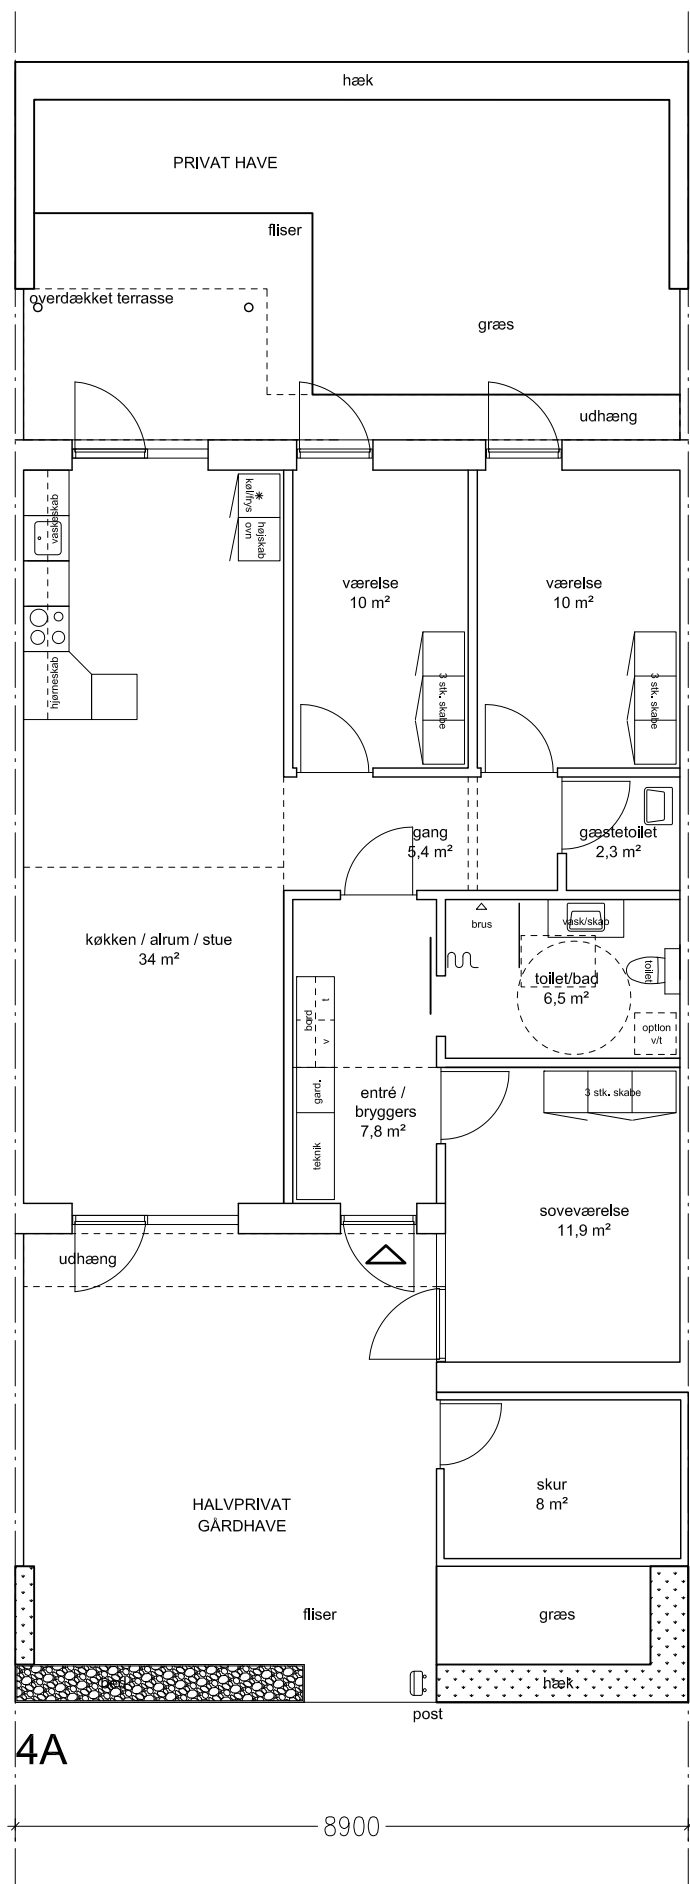 hæk
PRIVAT HAVE
fliser
overdækket terrasse
græs
udhæng
vaskeskab
køl/frys
højskab
ovn
værelse
10 m²
værelse
10 m²
hjørneskab
3 stk. skabe
3 stk. skabe
gang
5,4 m²
gæstetoilet
2,3 m²
køkken / alrum / stue
34 m²
brus
vask/skab
toilet/bad
6,5 m²
toilet
option
v/t
bord
t
v
gard.
teknik
entré /
bryggers
7,8 m²
3 stk. skabe
soveværelse
11,9 m²
udhæng
HALVPRIVAT
GÅRDHAVE
skur
8 m²
fliser
græs
hæk
post
4A
8900